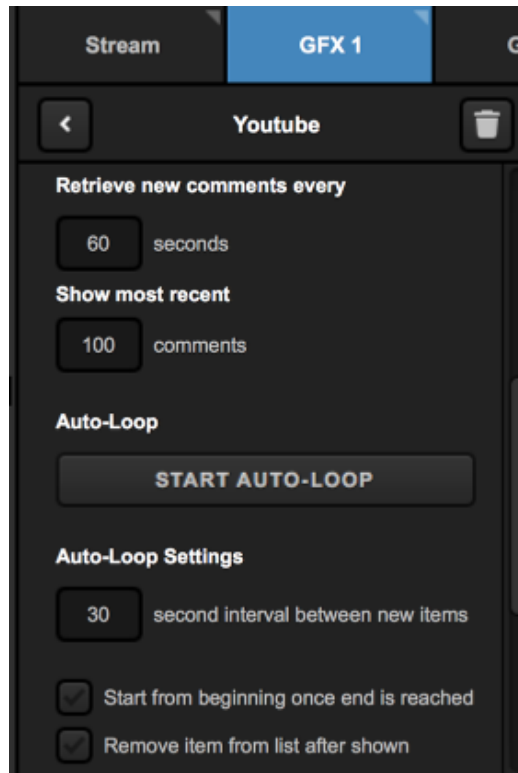 Stream GFX 1
Youtube
Retrieve new comments every
60 seconds
Show most recent
100 comments
Auto-Loop
START AUTO-LOOP
Auto-Loop Settings
30 second interval between new items
Start from beginning once end is reached
Remove item from list after shown